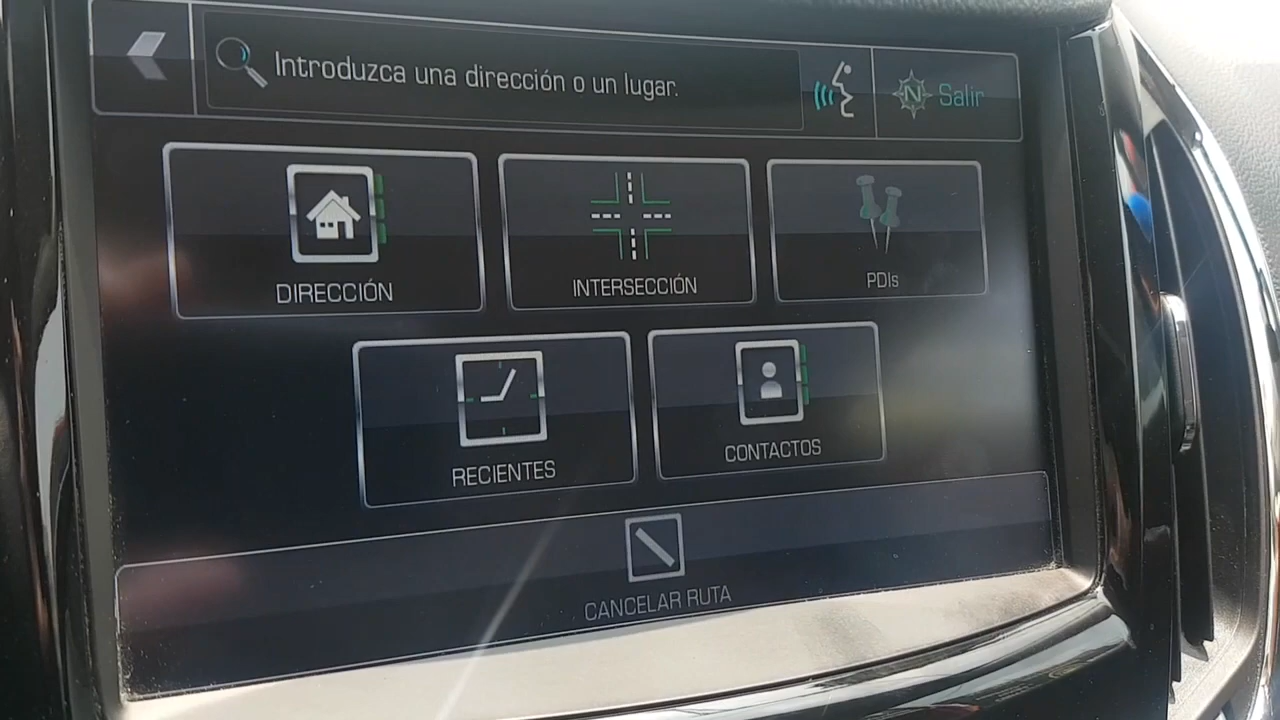 Introduzca una dirección o un lugar.
N Salir
DIRECCIÓN
INTERSECCIÓN
PDIs
RECIENTES
CONTACTOS
CANCELAR RUTA